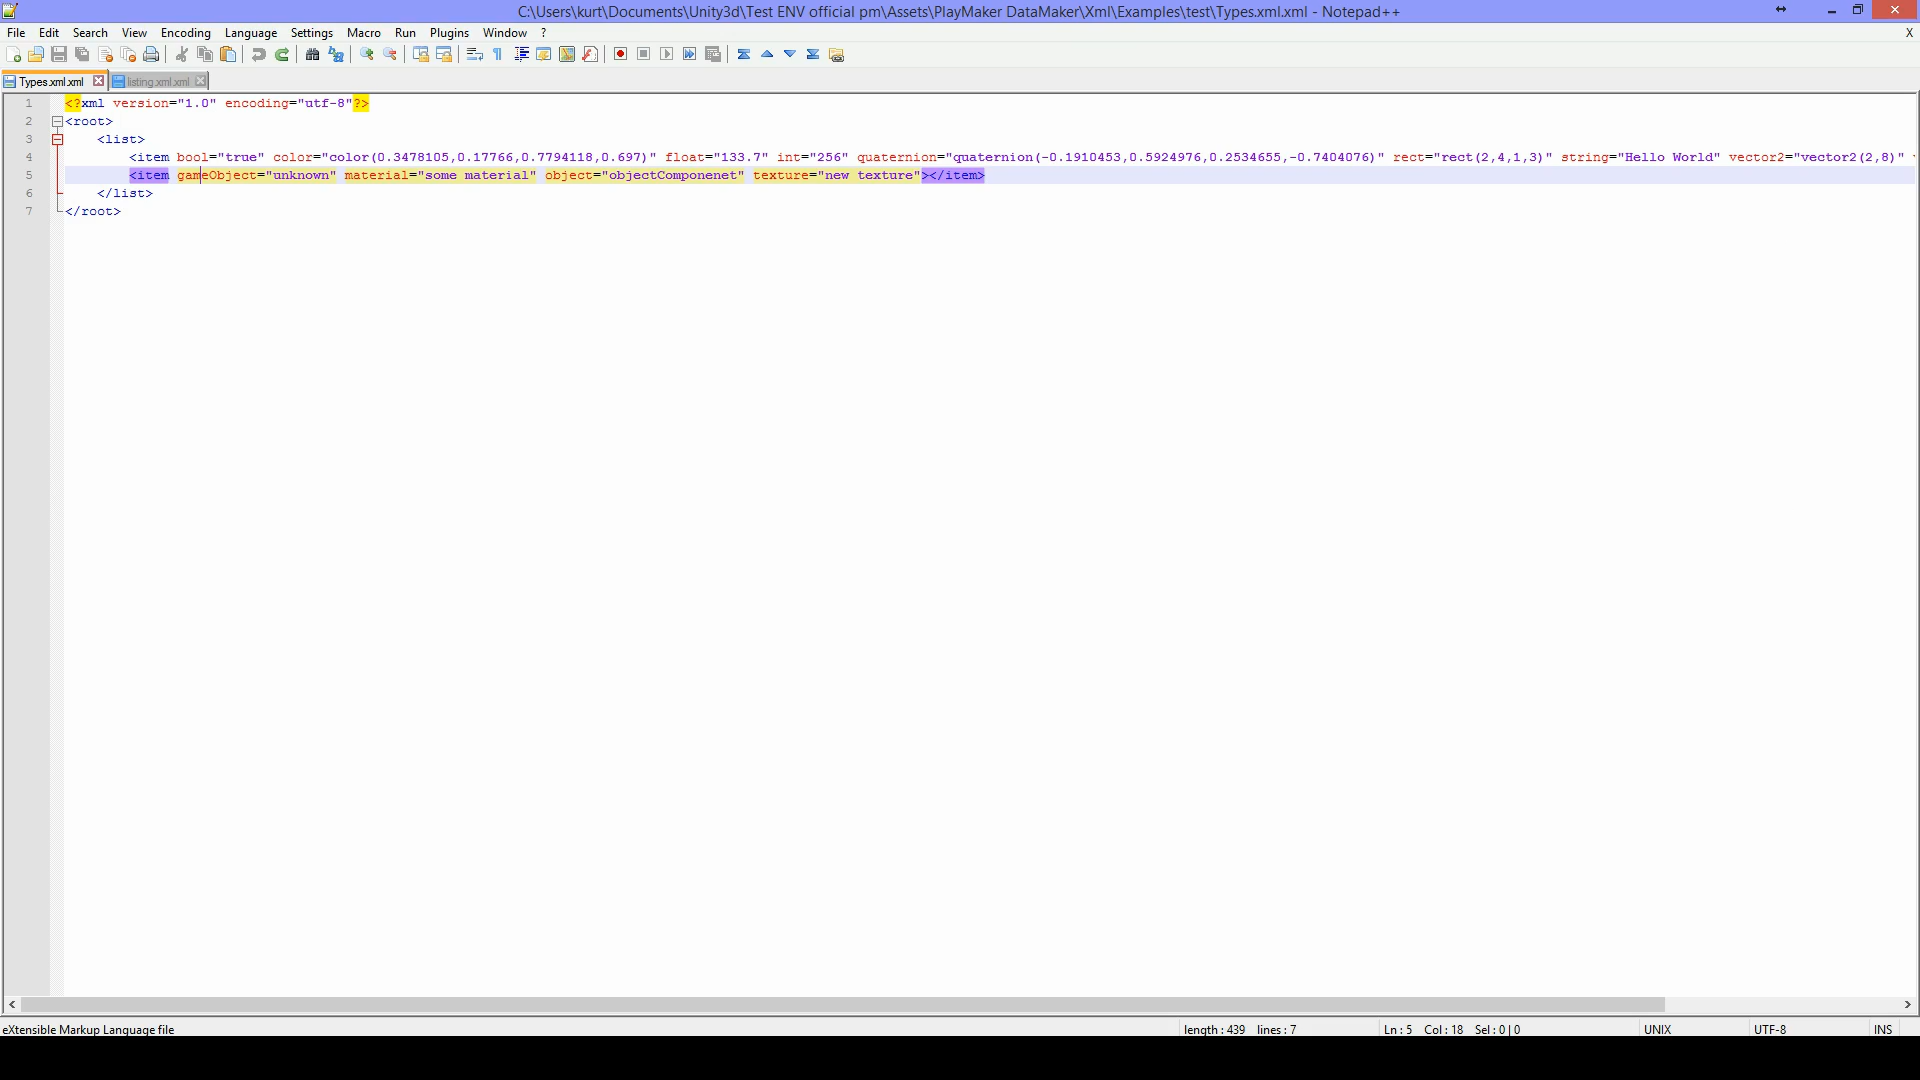 C:\Users\kurt\Documents\Unity3d\Test ENV official pm\Assets\PlayMaker DataMaker\Xml\Examples\test\Types.xml.xml - Notepad++
File Edit Search View Encoding Language Settings Macro Run Plugins Window ? X
Types.xml.xml listing.xml.xml
1 <?xml version="1.0" encoding="utf-8"?>
2 <root>
3 <list>
4 <item bool="true" color="color(0.3478105,0.17766,0.7794118,0.697)" float="133.7" int="256" quaternion="quaternion(-0.1910453,0.5924976,0.2534655,-0.7404076)" rect="rect(2,4,1,3)" string="Hello World" vector2="vector2(2,8)"
5 <item gameObject="unknown" material="some material" object="objectComponenet" texture="new texture"></item>
6 </list>
7 </root>
eXtensible Markup Language file length : 439 lines : 7 Ln : 5 Col : 18 Sel : 0 | 0 UNIX UTF-8 INS